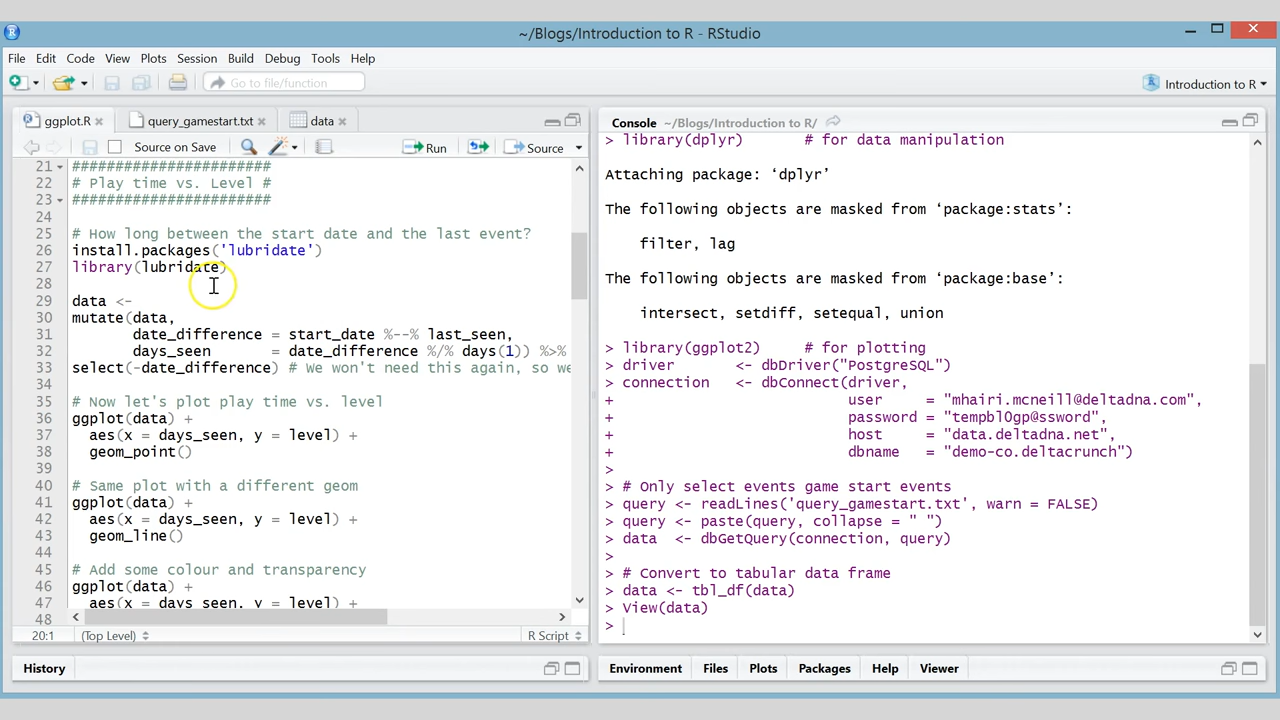 ~/Blogs/Introduction to R - RStudio
File Edit Code View Plots Session Build Debug Tools Help
Go to file/function
Introduction to R
ggplot.R
query_gamestart.txt
data
Source on Save
Run
Source
21 #######################
22 # Play time vs. Level #
23 #######################
24
25 # How long between the start date and the last event?
26 install.packages('lubridate')
27 library(lubridate)
28
29 data <-
30 mutate(data,
31 date_difference = start_date %--% last_seen,
32 days_seen = date_difference %/% days(1)) %>%
33 select(-date_difference) # We won't need this again, so we
34
35 # Now let's plot play time vs. level
36 ggplot(data) +
37 aes(x = days_seen, y = level) +
38 geom_point()
39
40 # Same plot with a different geom
41 ggplot(data) +
42 aes(x = days_seen, y = level) +
43 geom_line()
44
45 # Add some colour and transparency
46 ggplot(data) +
47 aes(x = days_seen, y = level) +
48
20:1 (Top Level) R Script
History
Console ~/Blogs/Introduction to R/
> library(dplyr) # for data manipulation
Attaching package: ‘dplyr’
The following objects are masked from ‘package:stats’:
filter, lag
The following objects are masked from ‘package:base’:
intersect, setdiff, setequal, union
> library(ggplot2) # for plotting
> driver <- dbDriver("PostgreSQL")
> connection <- dbConnect(driver,
+ user = "mhairi.mcneill@deltadna.com",
+ password = "tempbl0gp@ssword",
+ host = "data.deltadna.net",
+ dbname = "demo-co.deltacrunch")
>
> # Only select events game start events
> query <- readLines('query_gamestart.txt', warn = FALSE)
> query <- paste(query, collapse = " ")
> data <- dbGetQuery(connection, query)
>
> # Convert to tabular data frame
> data <- tbl_df(data)
> View(data)
>
Environment Files Plots Packages Help Viewer